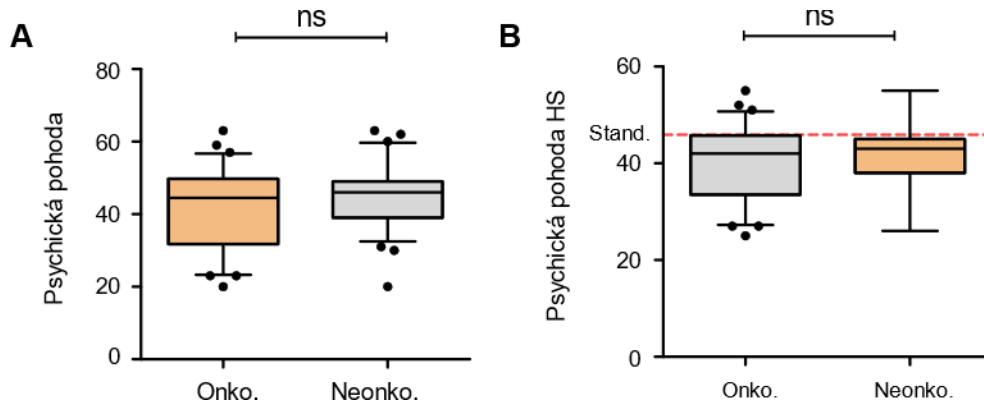 A
ns
Psychická pohoda
80
60
40
20
0
Onko.
Neonko.
B
ns
Psychická pohoda HS
60
Stand.
40
20
0
Onko.
Neonko.